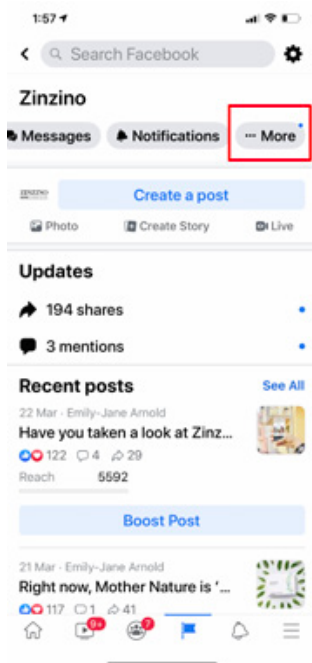 1:57
Search Facebook
Zinzino
Messages
Notifications
··· More
ZINZINO
Create a post
Photo
Create Story
Live
Updates
194 shares
3 mentions
Recent posts
See All
22 Mar · Emily-Jane Arnold
Have you taken a look at Zinz...
122 4 29
Reach 5592
Boost Post
21 Mar · Emily-Jane Arnold
Right now, Mother Nature is ‘...
117 1 41
9+
7